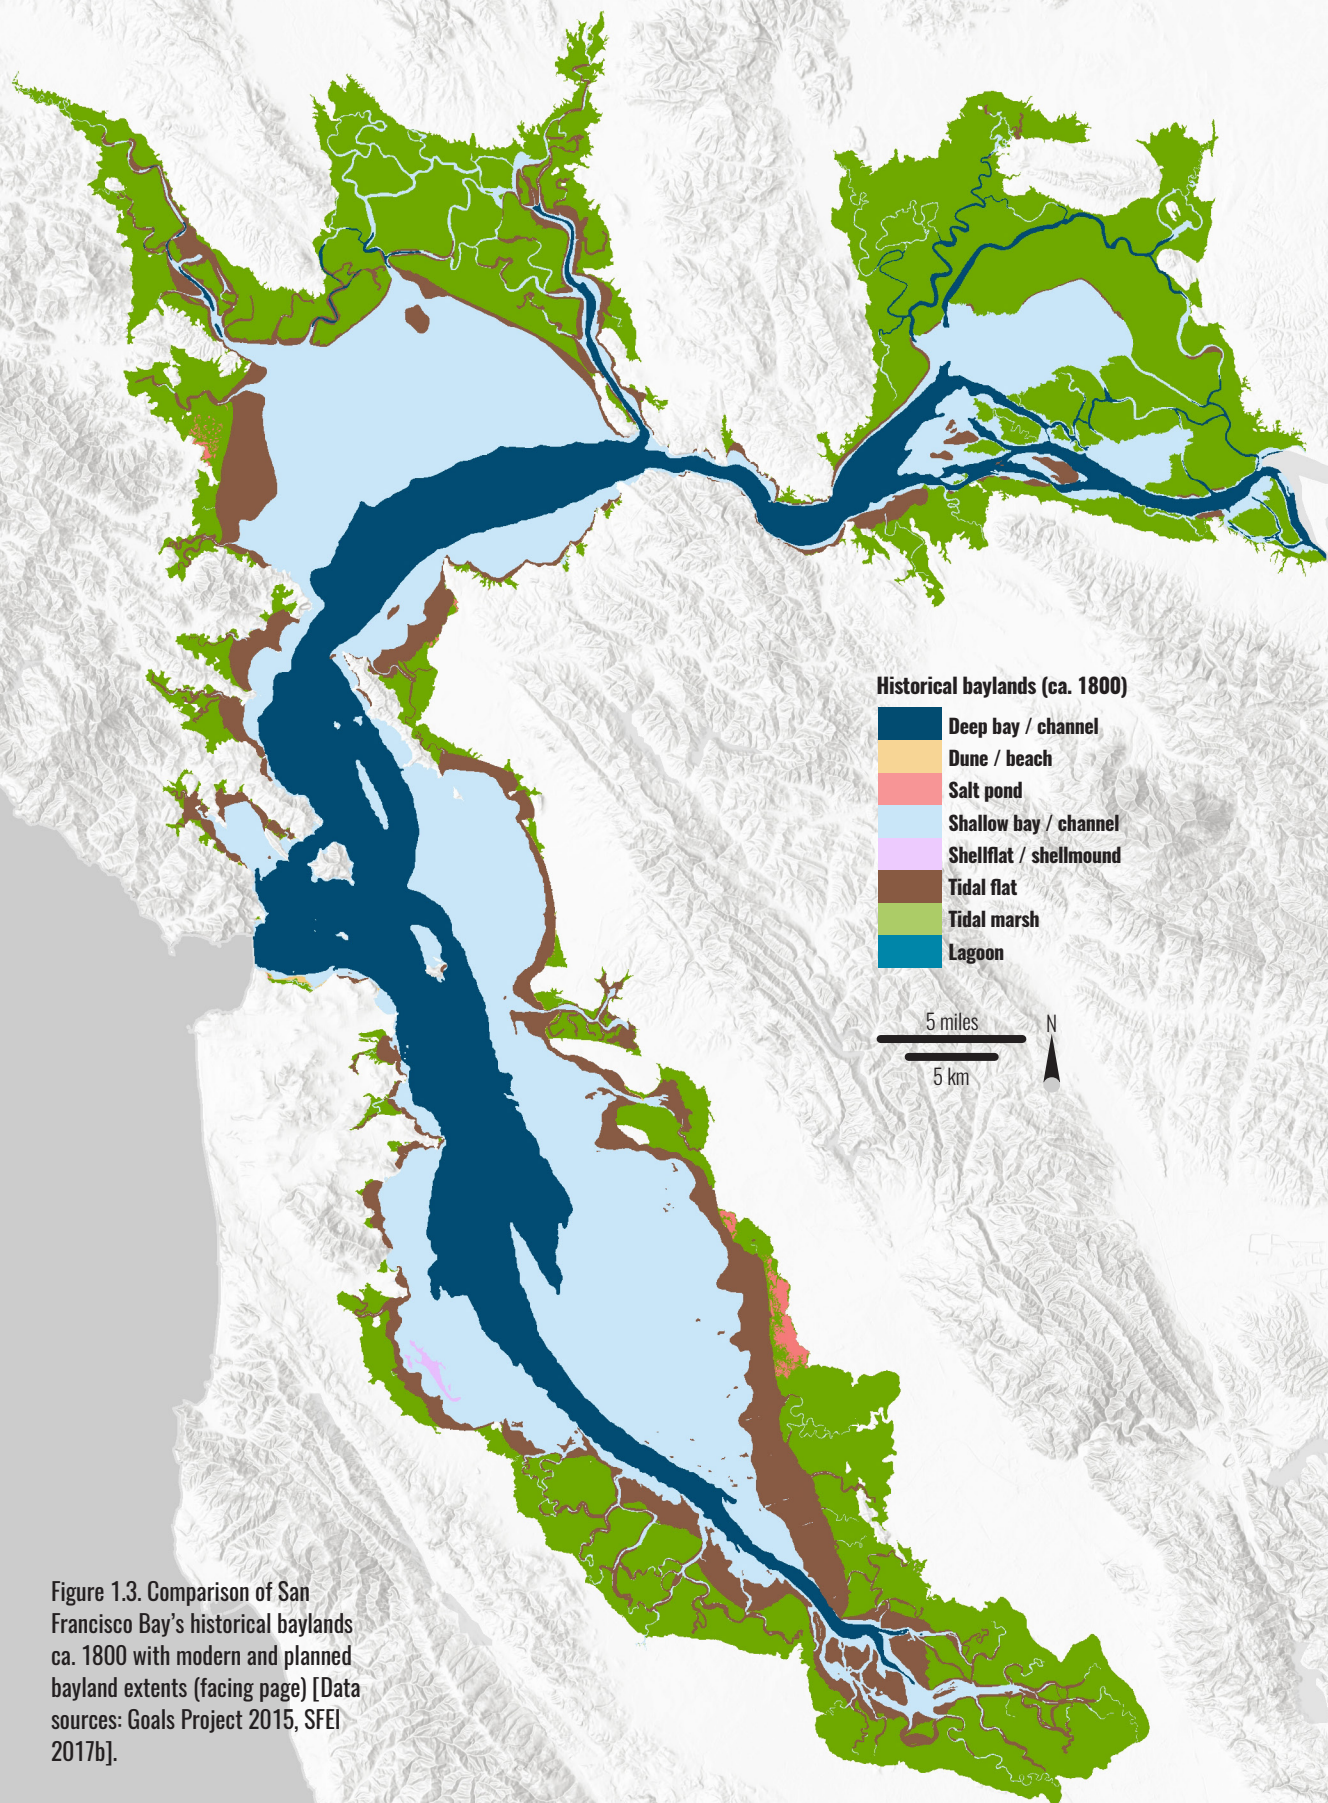 Historical baylands (ca. 1800)
Deep bay / channel
Dune / beach
Salt pond
Shallow bay / channel
Shellflat / shellmound
Tidal flat
Tidal marsh
Lagoon
5 miles
N
5 km
Figure 1.3. Comparison of San
Francisco Bay’s historical baylands
ca. 1800 with modern and planned
bayland extents (facing page) [Data
sources: Goals Project 2015, SFEI
2017b].